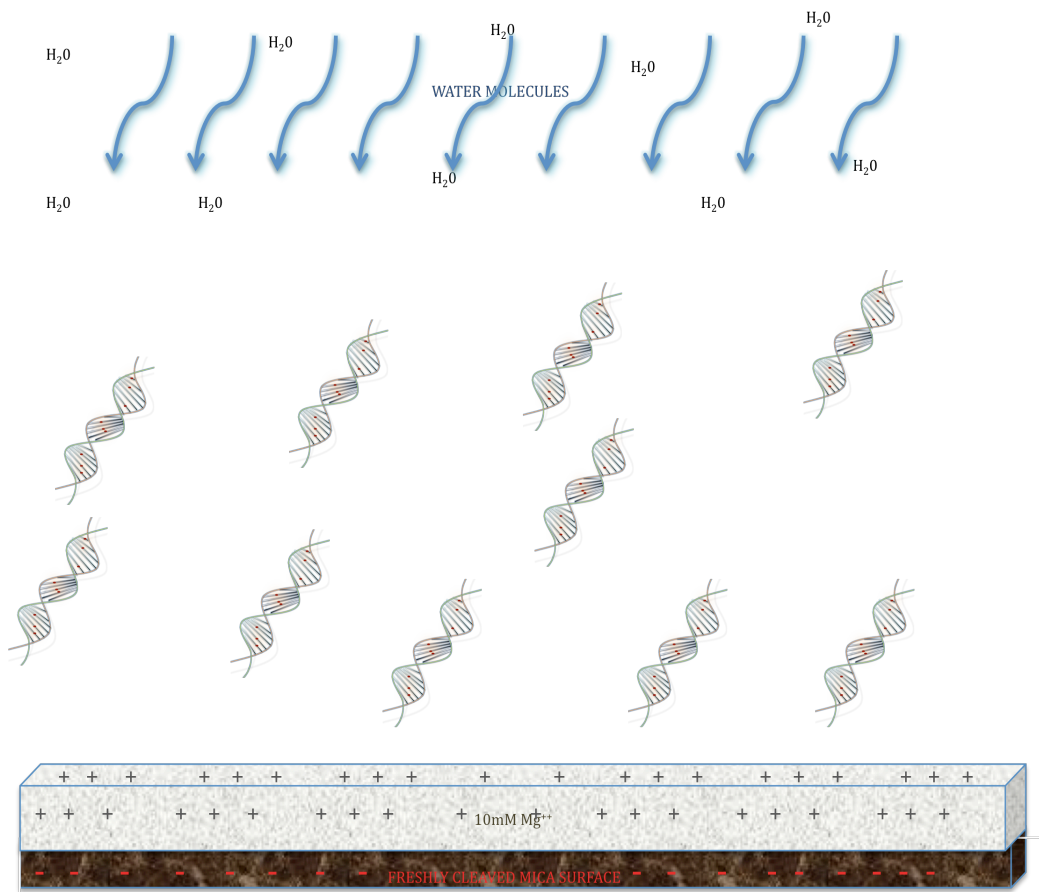 H₂0
H₂0
H₂0
H₂0
H₂0
WATER MOLECULES
H₂0
H₂0
H₂0
H₂0
H₂0
+ + + + + + + + + + + + + + + + + + + +
+ + + + + + + + + + + + + + + + + + + +
10mM Mg⁺⁺
- - - - - - - - - - - - - - - -
FRESHLY CLEAVED MICA SURFACE